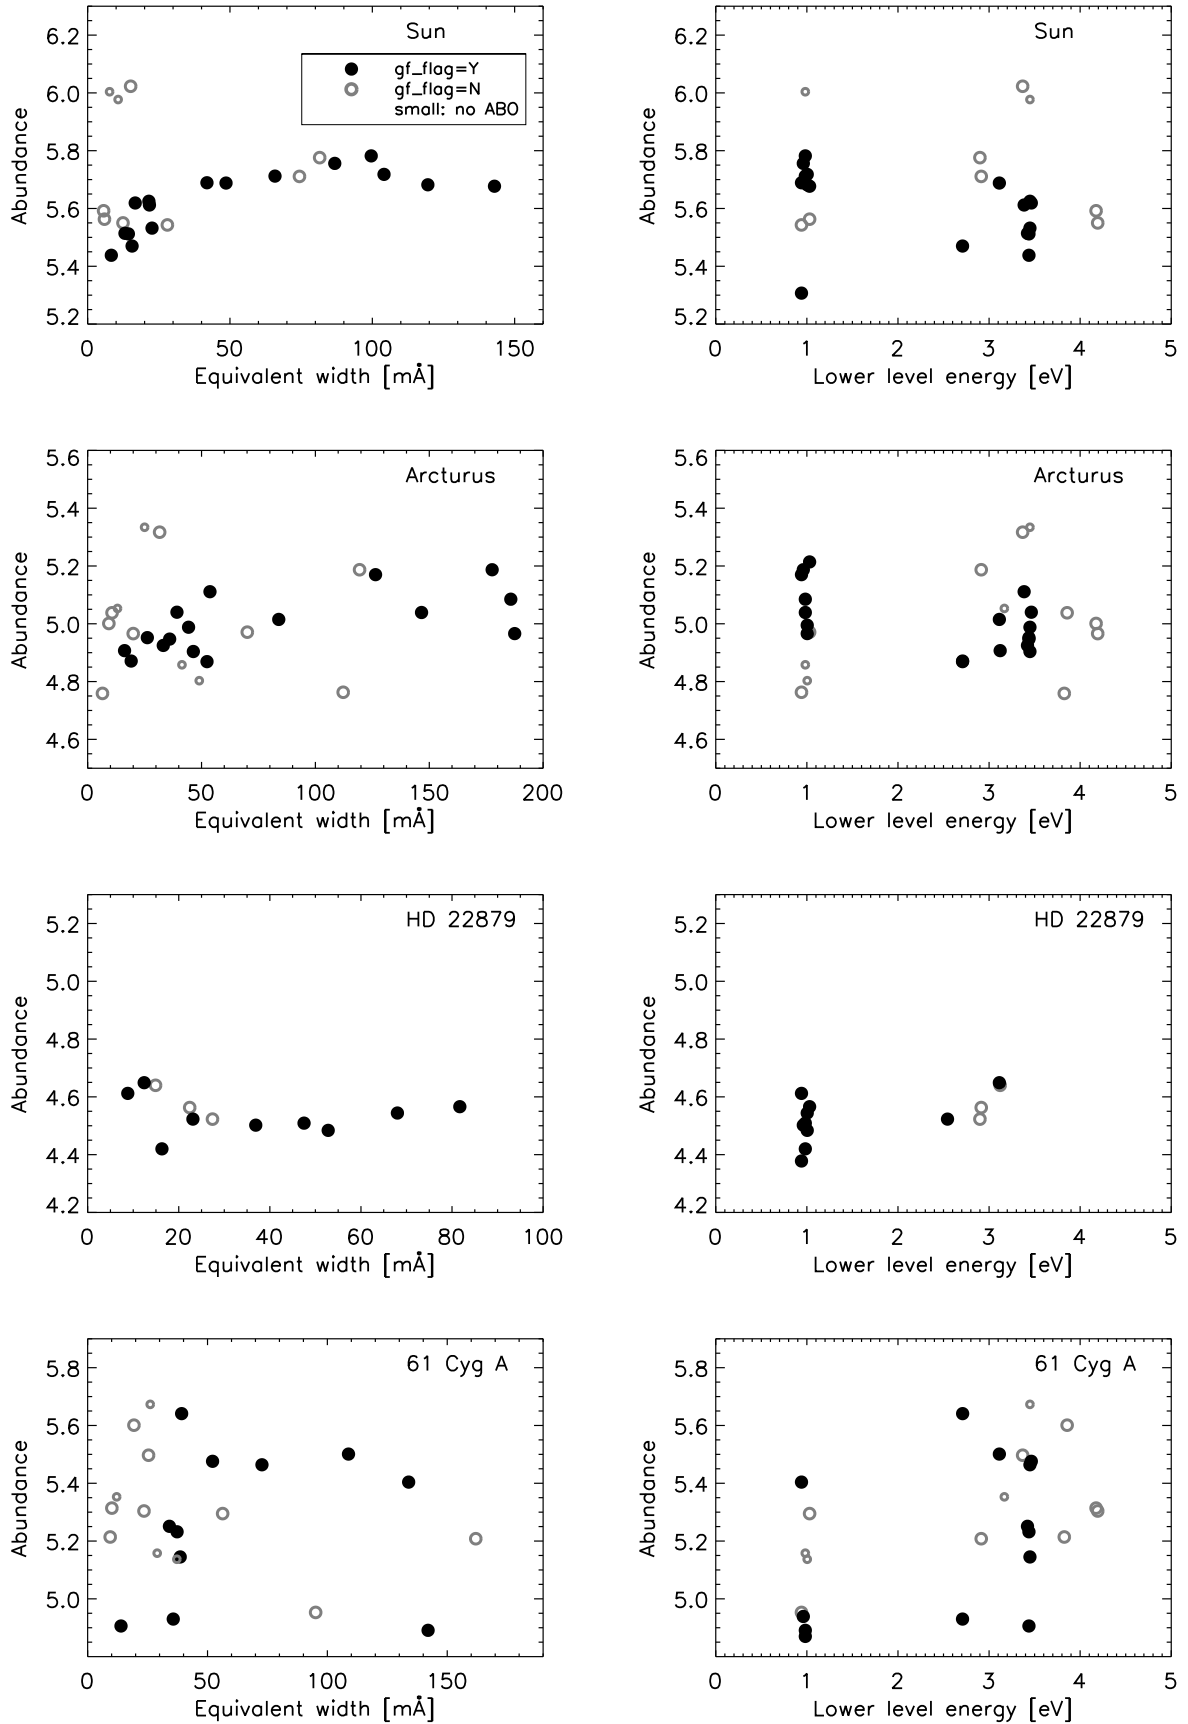 Sun
gf_flag=Y
gf_flag=N
small: no ABO
Abundance
6.2
6.0
5.8
5.6
5.4
5.2
0 50 100 150
Equivalent width [mÅ]
Sun
Abundance
6.2
6.0
5.8
5.6
5.4
5.2
0 1 2 3 4 5
Lower level energy [eV]
Arcturus
Abundance
5.6
5.4
5.2
5.0
4.8
4.6
0 50 100 150 200
Equivalent width [mÅ]
Arcturus
Abundance
5.6
5.4
5.2
5.0
4.8
4.6
0 1 2 3 4 5
Lower level energy [eV]
HD 22879
Abundance
5.2
5.0
4.8
4.6
4.4
4.2
0 20 40 60 80 100
Equivalent width [mÅ]
HD 22879
Abundance
5.2
5.0
4.8
4.6
4.4
4.2
0 1 2 3 4 5
Lower level energy [eV]
61 Cyg A
Abundance
5.8
5.6
5.4
5.2
5.0
0 50 100 150
Equivalent width [mÅ]
61 Cyg A
Abundance
5.8
5.6
5.4
5.2
5.0
0 1 2 3 4 5
Lower level energy [eV]